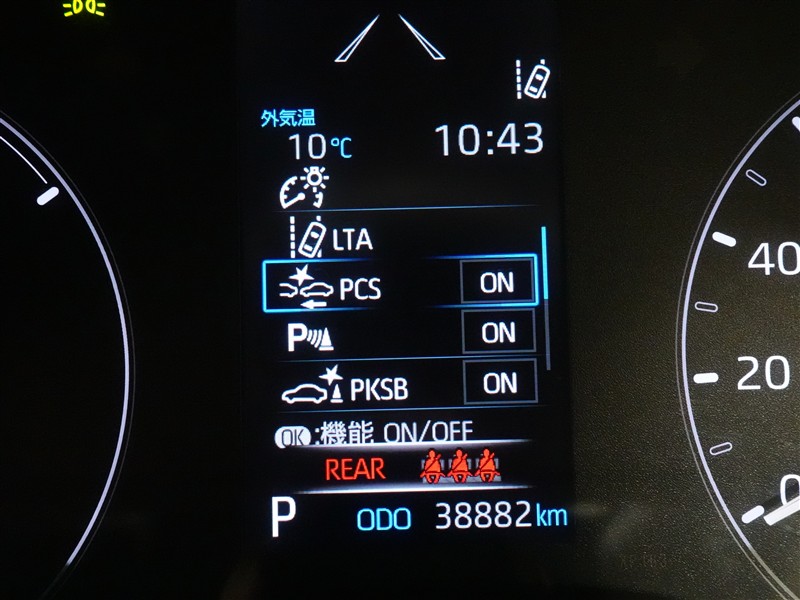 外気温
10℃ 10:43
LTA
PCS ON
P ON
PKSB ON
OK :機能 ON/OFF
REAR
P ODO 38882 km
40
20
0